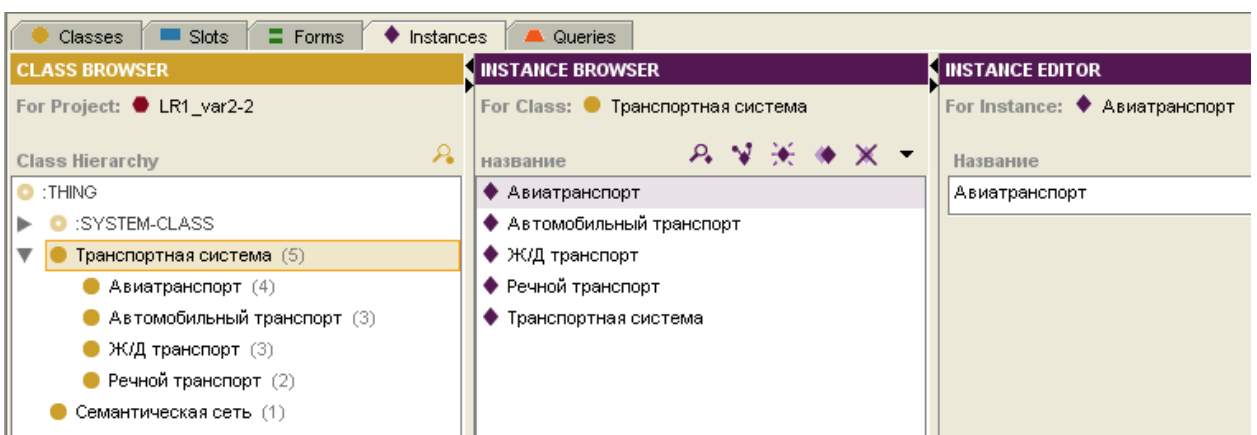 Classes Slots Forms Instances Queries
CLASS BROWSER
For Project: LR1_var2-2
Class Hierarchy
:THING
:SYSTEM-CLASS
Транспортная система (5)
Авиатранспорт (4)
Автомобильный транспорт (3)
Ж/Д транспорт (3)
Речной транспорт (2)
Семантическая сеть (1)
INSTANCE BROWSER
For Class: Транспортная система
название
Авиатранспорт
Автомобильный транспорт
Ж/Д транспорт
Речной транспорт
Транспортная система
INSTANCE EDITOR
For Instance: Авиатранспорт
Название
Авиатранспорт